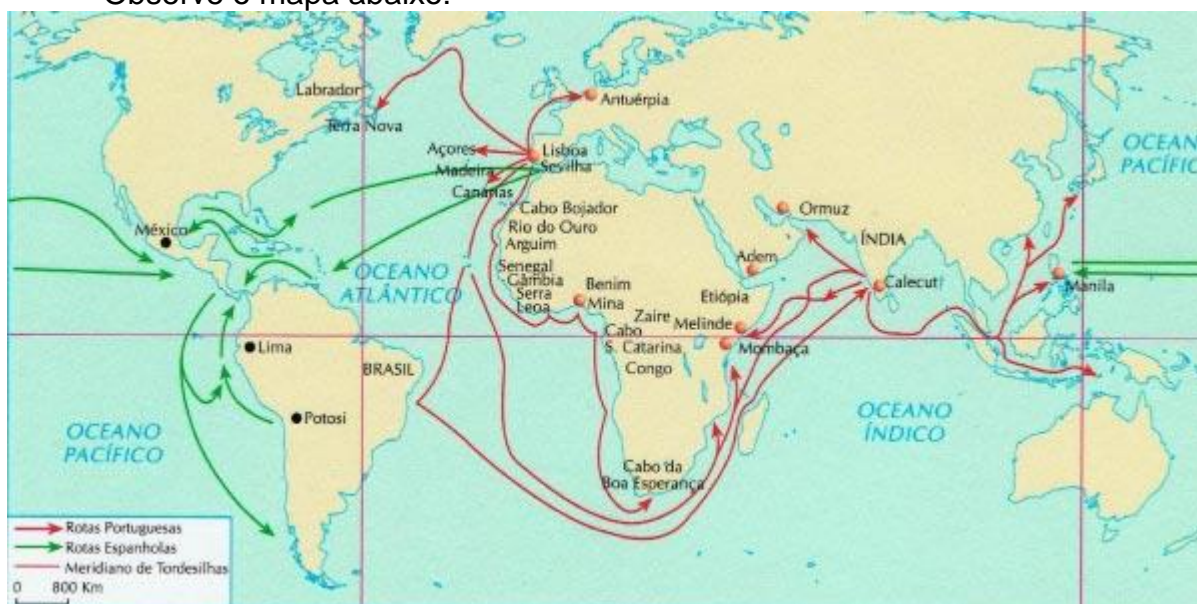 Observe o mapa abaixo.
Labrador
Terra Nova
Antuérpia
Açores
Lisboa
Madeira
Sevilha
Canárias
OCEANO
PACÍFICO
Cabo Bojador
Rio do Ouro
Arguim
México
Ormuz
ÍNDIA
Adem
OCEANO
ATLÂNTICO
Senegal
Gâmbia
Serra
Leoa
Benim
Mina
Etiópia
Calecut
Manila
Zaire
Melinde
Cabo
S. Catarina
Congo
Mombaça
Lima
BRASIL
Potosi
OCEANO
PACÍFICO
OCEANO
ÍNDICO
Cabo da
Boa Esperança
Rotas Portuguesas
Rotas Espanholas
Meridiano de Tordesilhas
0 800 Km